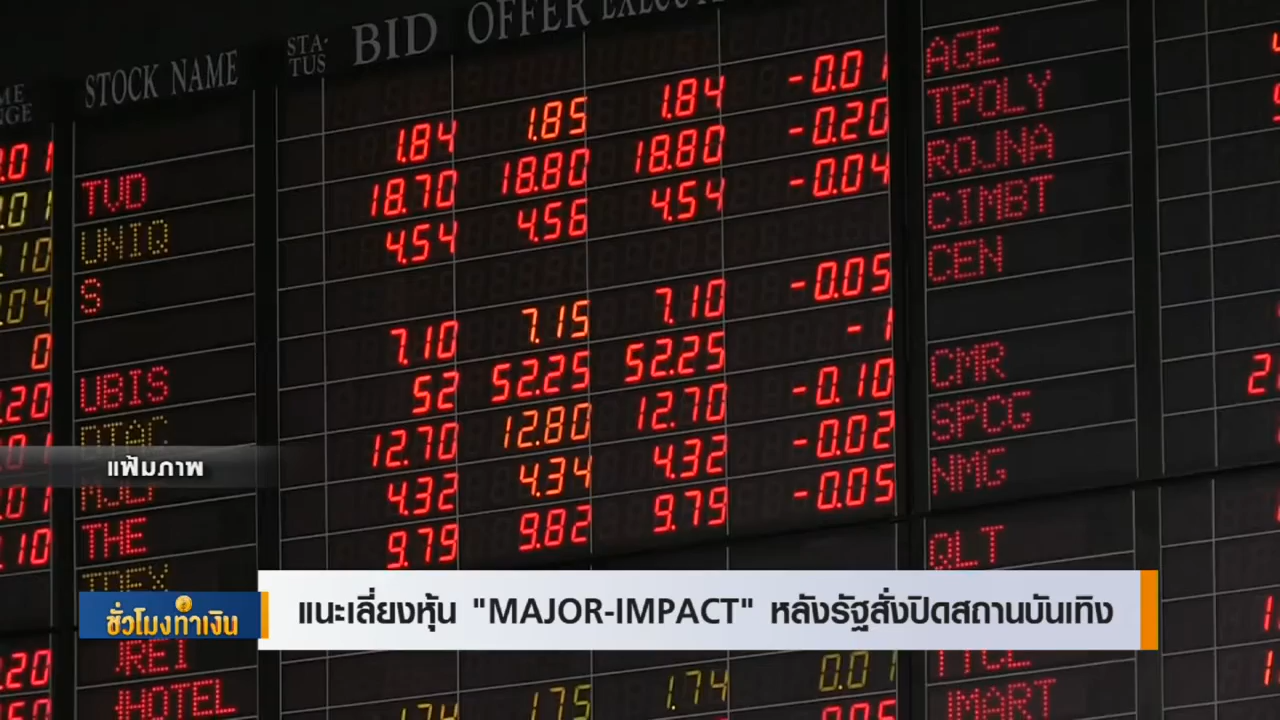 STOCK NAME STA-TUS BID OFFER
TVD 1.84 1.85 1.84 -0.01 AGE
UNIQ 18.70 18.80 18.80 -0.20 TPOLY
S 4.54 4.56 4.54 -0.04 ROJNA
CIMBT
UBIS 7.10 7.15 7.10 -0.05 CEN
DTAC 52 52.25 52.25 -1
12.70 12.80 12.70 -0.10 CMR
THE 4.32 4.34 4.32 -0.02 SPCG
9.79 9.82 9.79 -0.05 NMG
QLT
JMART
HOTEL 1.75 1.74 0.01
แฟ้มภาพ
ชั่วโมงทำเงิน
แนะเลี่ยงหุ้น "MAJOR-IMPACT" หลังรัฐสั่งปิดสถานบันเทิง